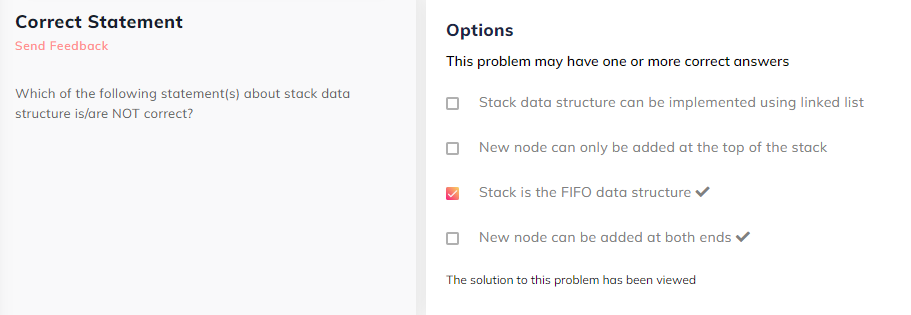 Correct Statement
Send Feedback
Which of the following statement(s) about stack data
structure is/are NOT correct?
Options
This problem may have one or more correct answers
Stack data structure can be implemented using linked list
New node can only be added at the top of the stack
Stack is the FIFO data structure
New node can be added at both ends
The solution to this problem has been viewed